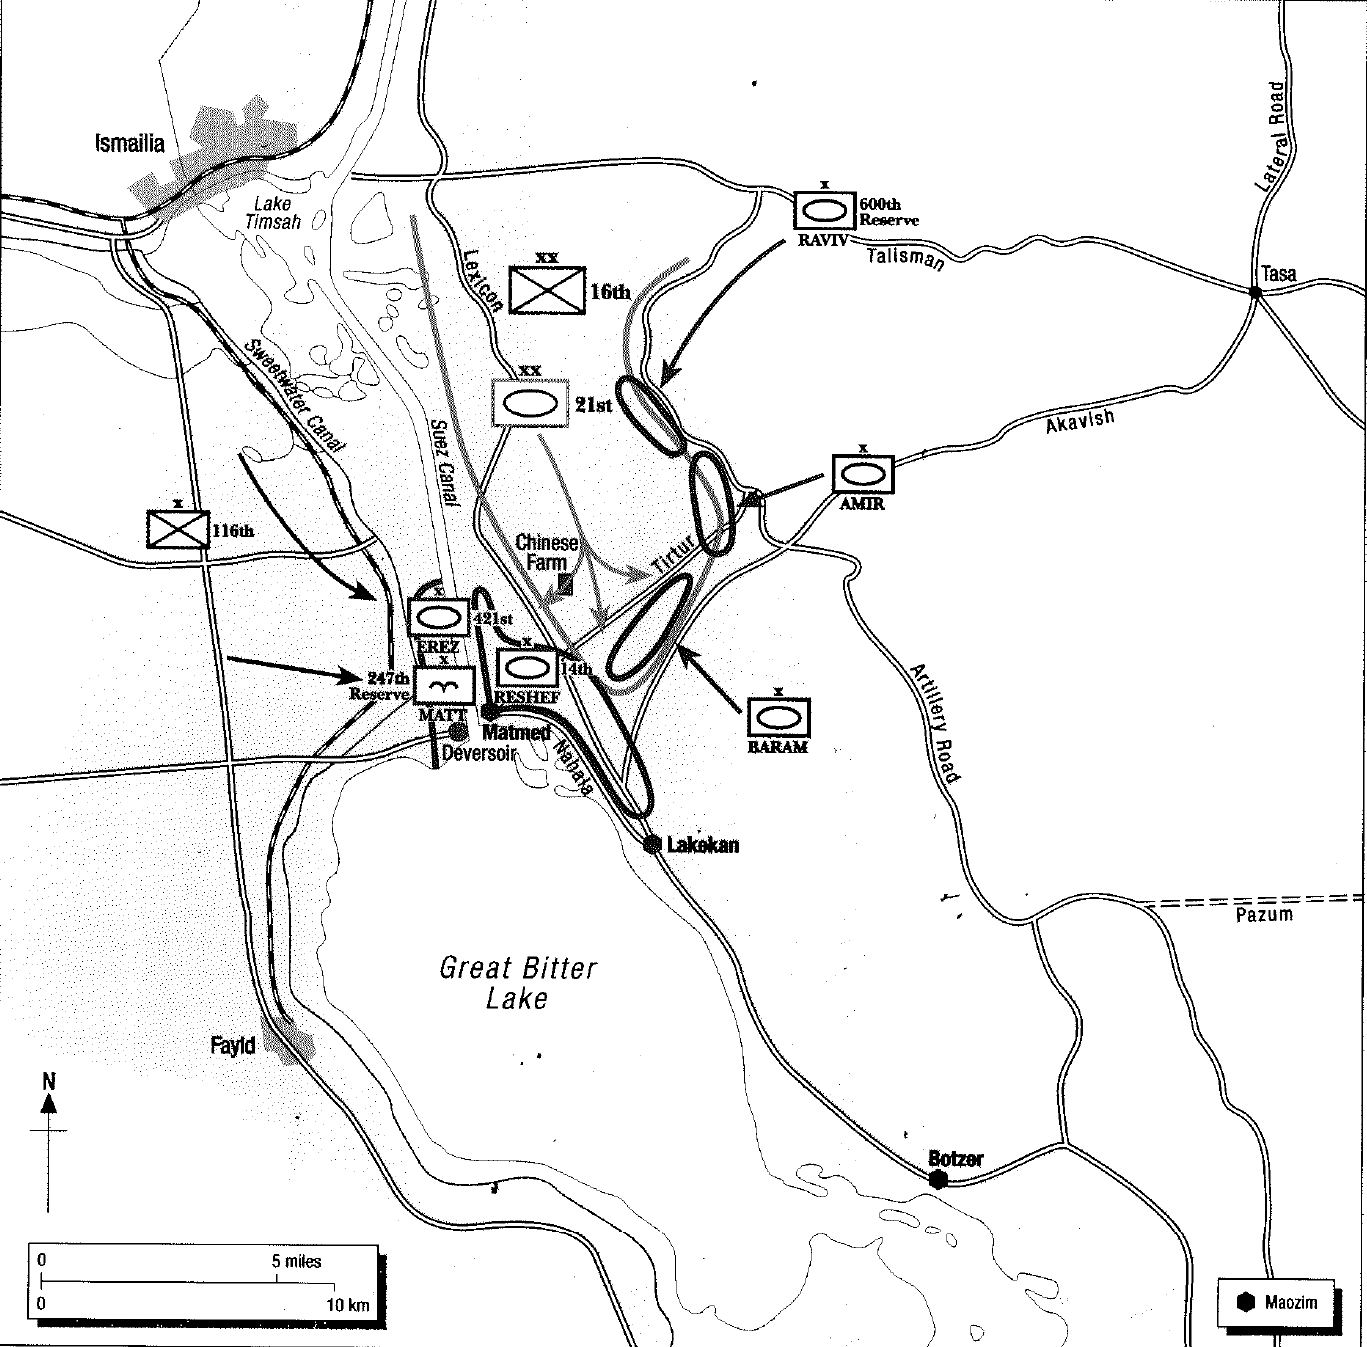 Ismailia
Lake
Timsah
Lateral Road
x
600th
Reserve
RAVIV
Talisman
Tasa
Lexicon
xx
16th
xx
21st
Sweetwater Canal
Suez Canal
Akavish
x
AMIR
x
116th
Chinese
Farm
Tirtur
x
421st
EREZ
x
247th
Reserve
MATT
x
14th
RESHEF
Matmed
Deversoir
Nahala
x
BARAM
Artillery Road
Lakekan
Pazum
Great Bitter
Lake
Fayid
N
Botzer
0
5 miles
0
10 km
Maozim